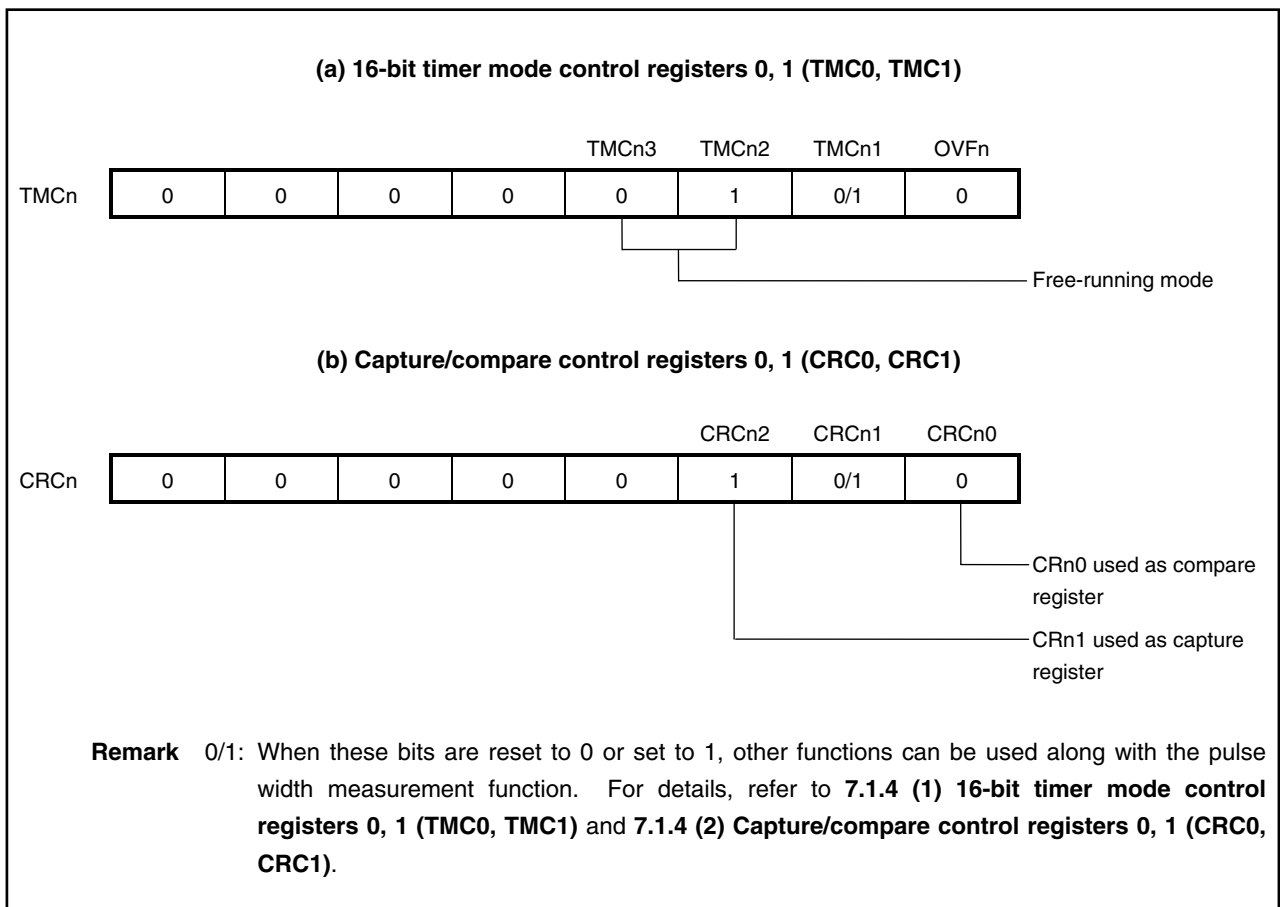 (a) 16-bit timer mode control registers 0, 1 (TMC0, TMC1)
TMCn3 TMCn2 TMCn1 OVFn
TMCn 0 0 0 0 0 1 0/1 0
Free-running mode
(b) Capture/compare control registers 0, 1 (CRC0, CRC1)
CRCn2 CRCn1 CRCn0
CRCn 0 0 0 0 0 1 0/1 0
CRn0 used as compare
register
CRn1 used as capture
register
Remark 0/1: When these bits are reset to 0 or set to 1, other functions can be used along with the pulse
width measurement function. For details, refer to 7.1.4 (1) 16-bit timer mode control
registers 0, 1 (TMC0, TMC1) and 7.1.4 (2) Capture/compare control registers 0, 1 (CRC0,
CRC1).